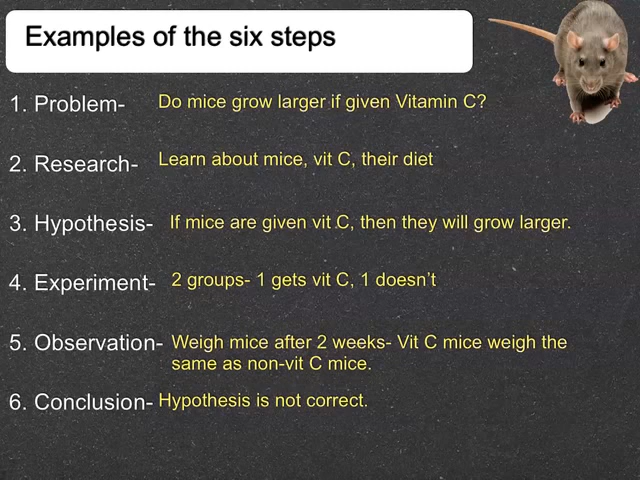 Examples of the six steps
1. Problem- Do mice grow larger if given Vitamin C?
2. Research- Learn about mice, vit C, their diet
3. Hypothesis- If mice are given vit C, then they will grow larger.
4. Experiment- 2 groups- 1 gets vit C, 1 doesn't
5. Observation- Weigh mice after 2 weeks- Vit C mice weigh the
same as non-vit C mice.
6. Conclusion- Hypothesis is not correct.